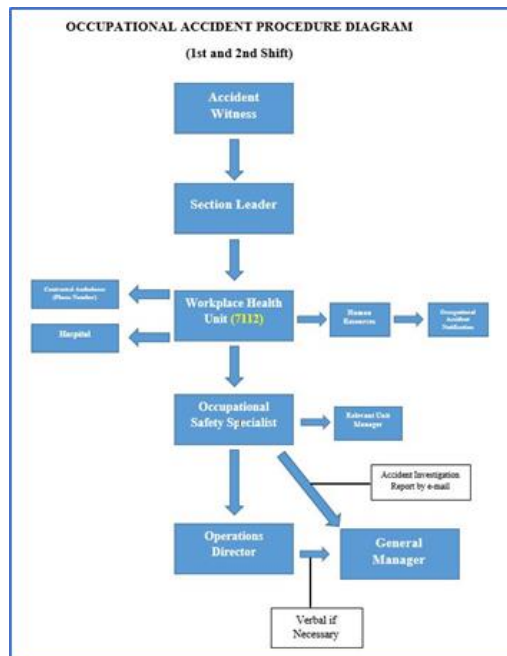 OCCUPATIONAL ACCIDENT PROCEDURE DIAGRAM
(1st and 2nd Shift)
Accident
Witness
Section Leader
Contracted Ambulance
(Phone Number)
Hospital
Workplace Health
Unit (7112)
Human
Resources
Occupational
Accident
Notification
Occupational
Safety Specialist
Relevant Unit
Manager
Accident Investigation
Report by e-mail
Operations
Director
General
Manager
Verbal if
Necessary